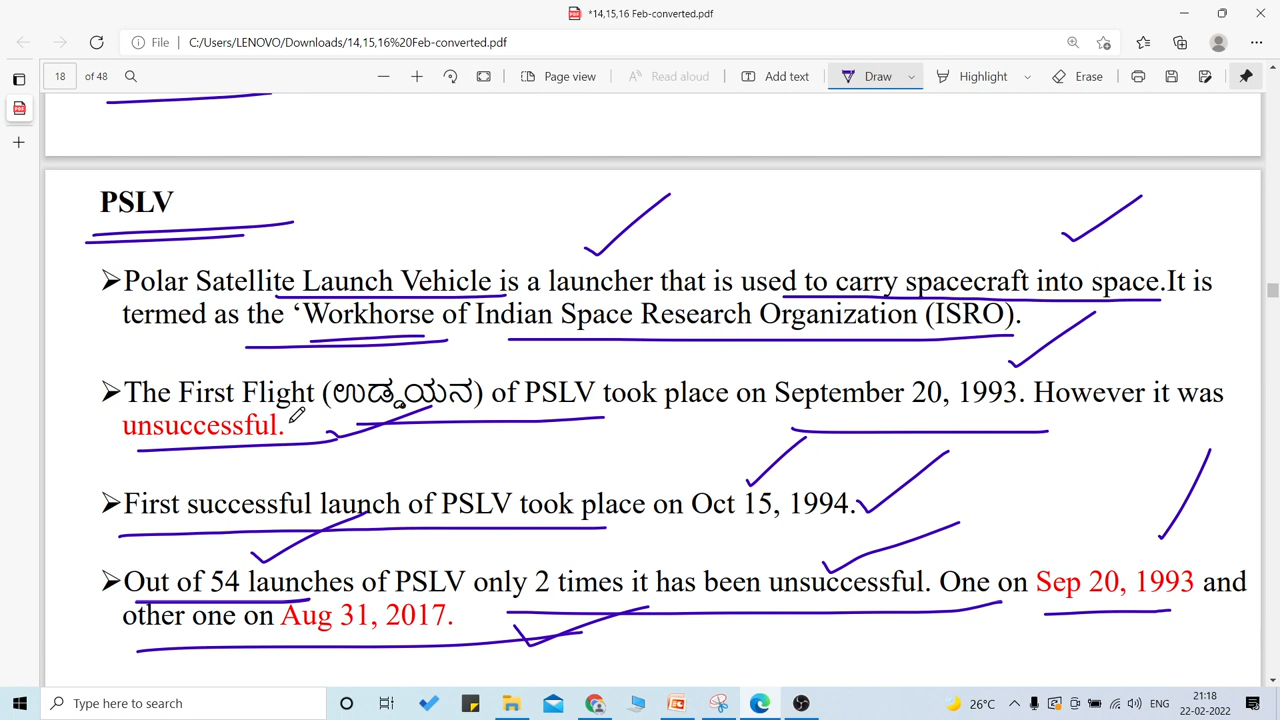 *14,15,16 Feb-converted.pdf
File C:/Users/LENOVO/Downloads/14,15,16%20Feb-converted.pdf
18 of 48 Page view Read aloud Add text Draw Highlight Erase
PSLV
➢Polar Satellite Launch Vehicle is a launcher that is used to carry spacecraft into space.It is
termed as the ‘Workhorse of Indian Space Research Organization (ISRO).
➢The First Flight (ಉಡ್ಡಯನ) of PSLV took place on September 20, 1993. However it was
unsuccessful.
➢First successful launch of PSLV took place on Oct 15, 1994.
➢Out of 54 launches of PSLV only 2 times it has been unsuccessful. One on Sep 20, 1993 and
other one on Aug 31, 2017.
Type here to search 26°C ENG 21:18
22-02-2022